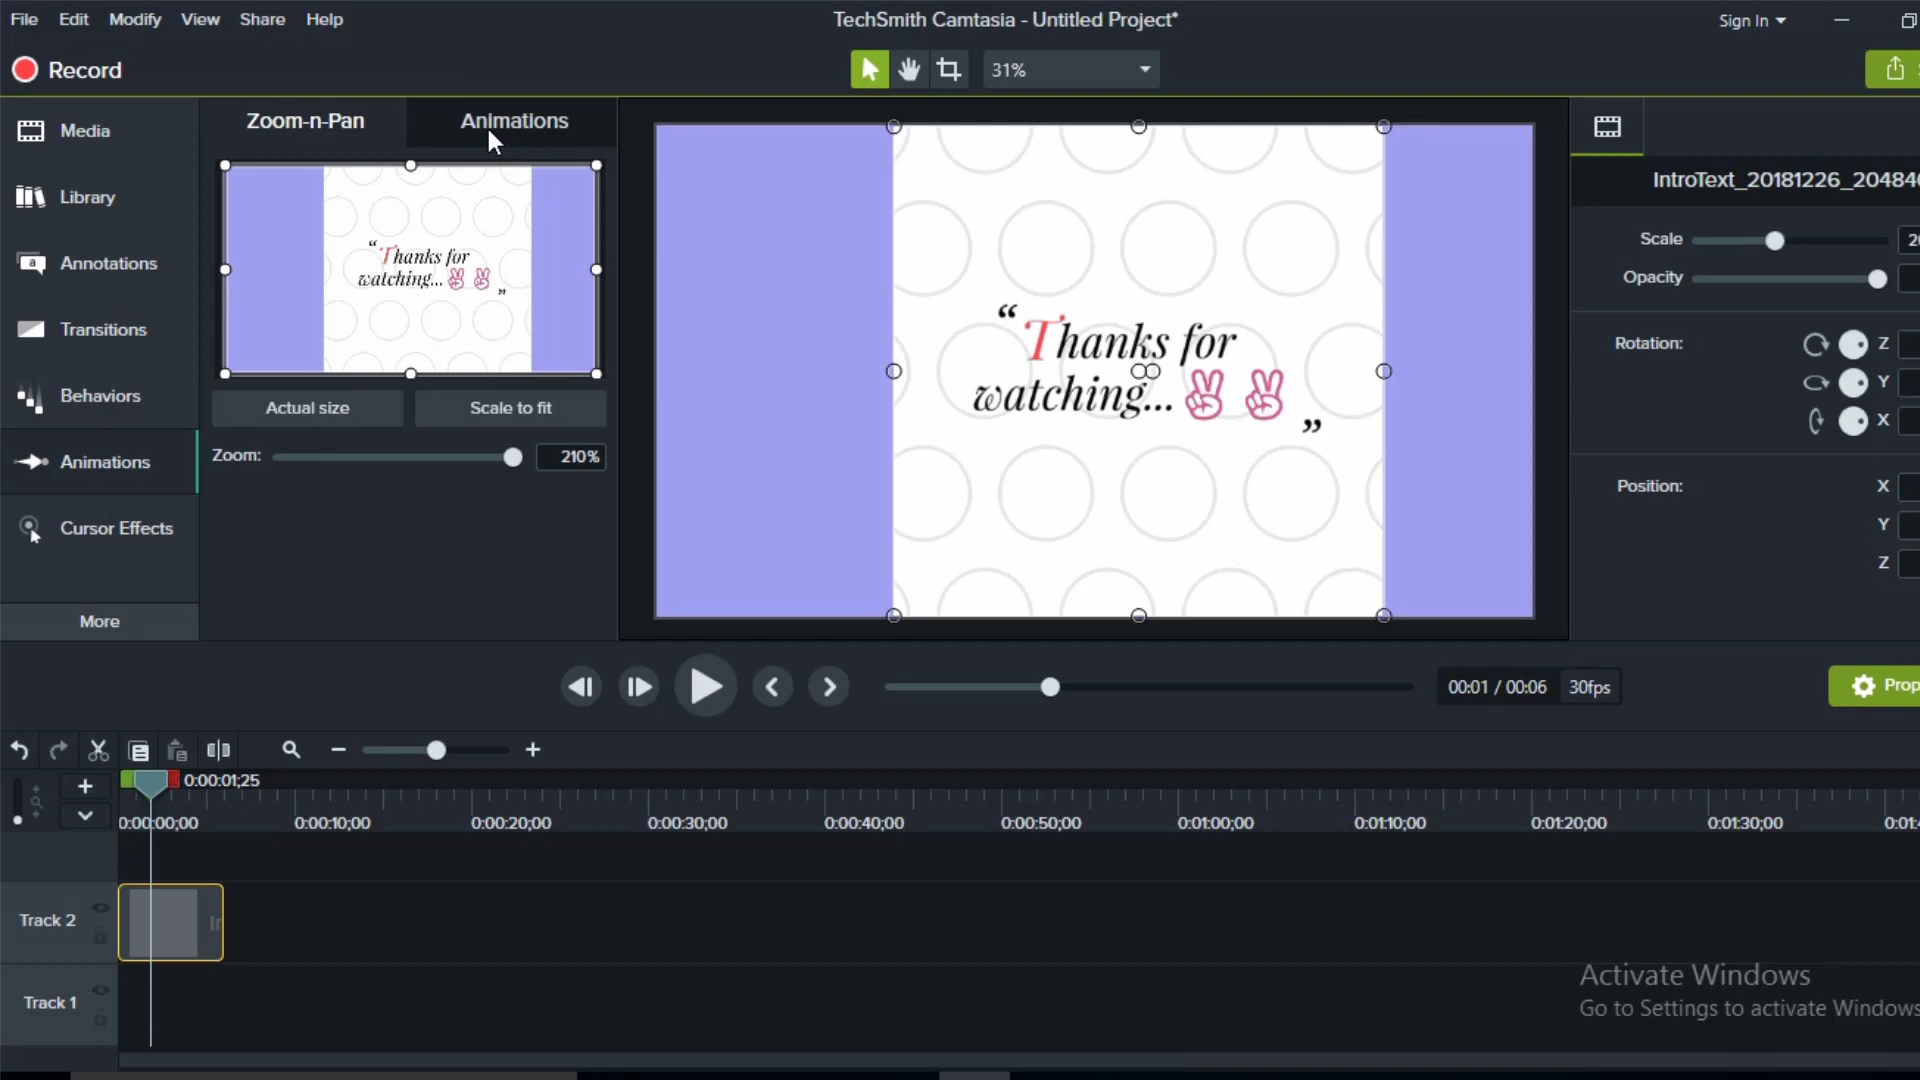 File Edit Modify View Share Help
TechSmith Camtasia - Untitled Project*
Sign In
Record
31%
Media
Library
Annotations
Transitions
Behaviors
Animations
Cursor Effects
More
Zoom-n-Pan
Animations
“Thanks for
watching... ”
Actual size
Scale to fit
Zoom:
210%
“Thanks for
watching... ”
IntroText_20181226_20484
Scale
Opacity
Rotation:
Z
Y
X
Position:
X
Y
Z
00:01 / 00:06
30fps
Prop
0:00:01;25
0:00:00;00
0:00:10;00
0:00:20;00
0:00:30;00
0:00:40;00
0:00:50;00
0:01:00;00
0:01:10;00
0:01:20;00
0:01:30;00
0:01:
Track 2
Track 1
Activate Windows
Go to Settings to activate Windows